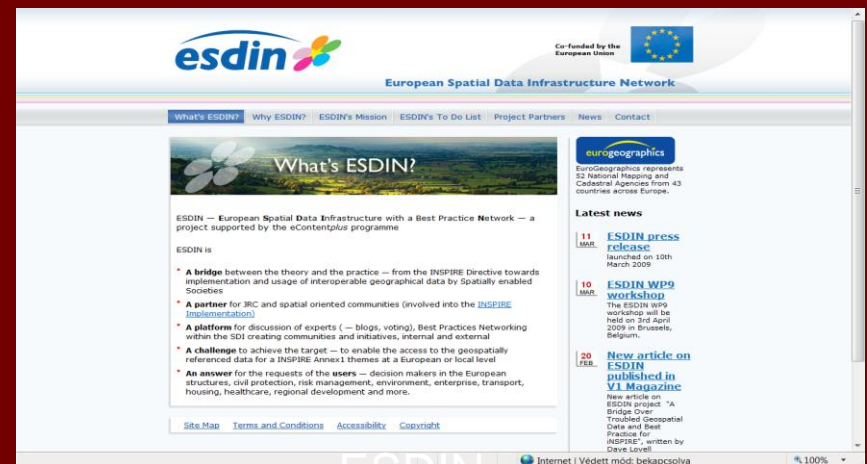 esdin
Co-funded by the
European Union
European Spatial Data Infrastructure Network
What's ESDIN? Why ESDIN? ESDIN's Mission ESDIN's To Do List Project Partners News Contact
What's ESDIN?
ESDIN — European Spatial Data Infrastructure with a Best Practice Network — a
project supported by the eContentplus programme
ESDIN is
* A bridge between the theory and the practice — from the INSPIRE Directive towards
implementation and usage of interoperable geographical data by Spatially enabled
Societies
* A partner for JRC and spatial oriented communities (involved into the INSPIRE
Implementation)
* A platform for discussion of experts ( — blogs, voting), Best Practices Networking
within the SDI creating communities and initiatives, internal and external
* A challenge to achieve the target — to enable the access to the geospatially
referenced data for a INSPIRE Annex1 themes at a European or local level
* An answer for the requests of the users — decision makers in the European
structures, civil protection, risk management, environment, enterprise, transport,
housing, healthcare, regional development and more.
Site Map Terms and Conditions Accessibility Copyright
eurogeographics
EuroGeographics represents
52 National Mapping and
Cadastral Agencies from 43
countries across Europe.
Latest news
11 MAR ESDIN press
release
launched on 10th
March 2009
10 MAR ESDIN WP9
workshop
The ESDIN WP9
workshop will be
held on 3rd April
2009 in Brussels,
Belgium.
20 FEB New article on
ESDIN
published in
V1 Magazine
New article on
ESDIN project "A
Bridge Over
Troubled Geospatial
Data and Best
Practice for
iNSPIRE", written by
Dave Lovell
ESDIN
Internet | Védett mód: bekapcsolva 100%